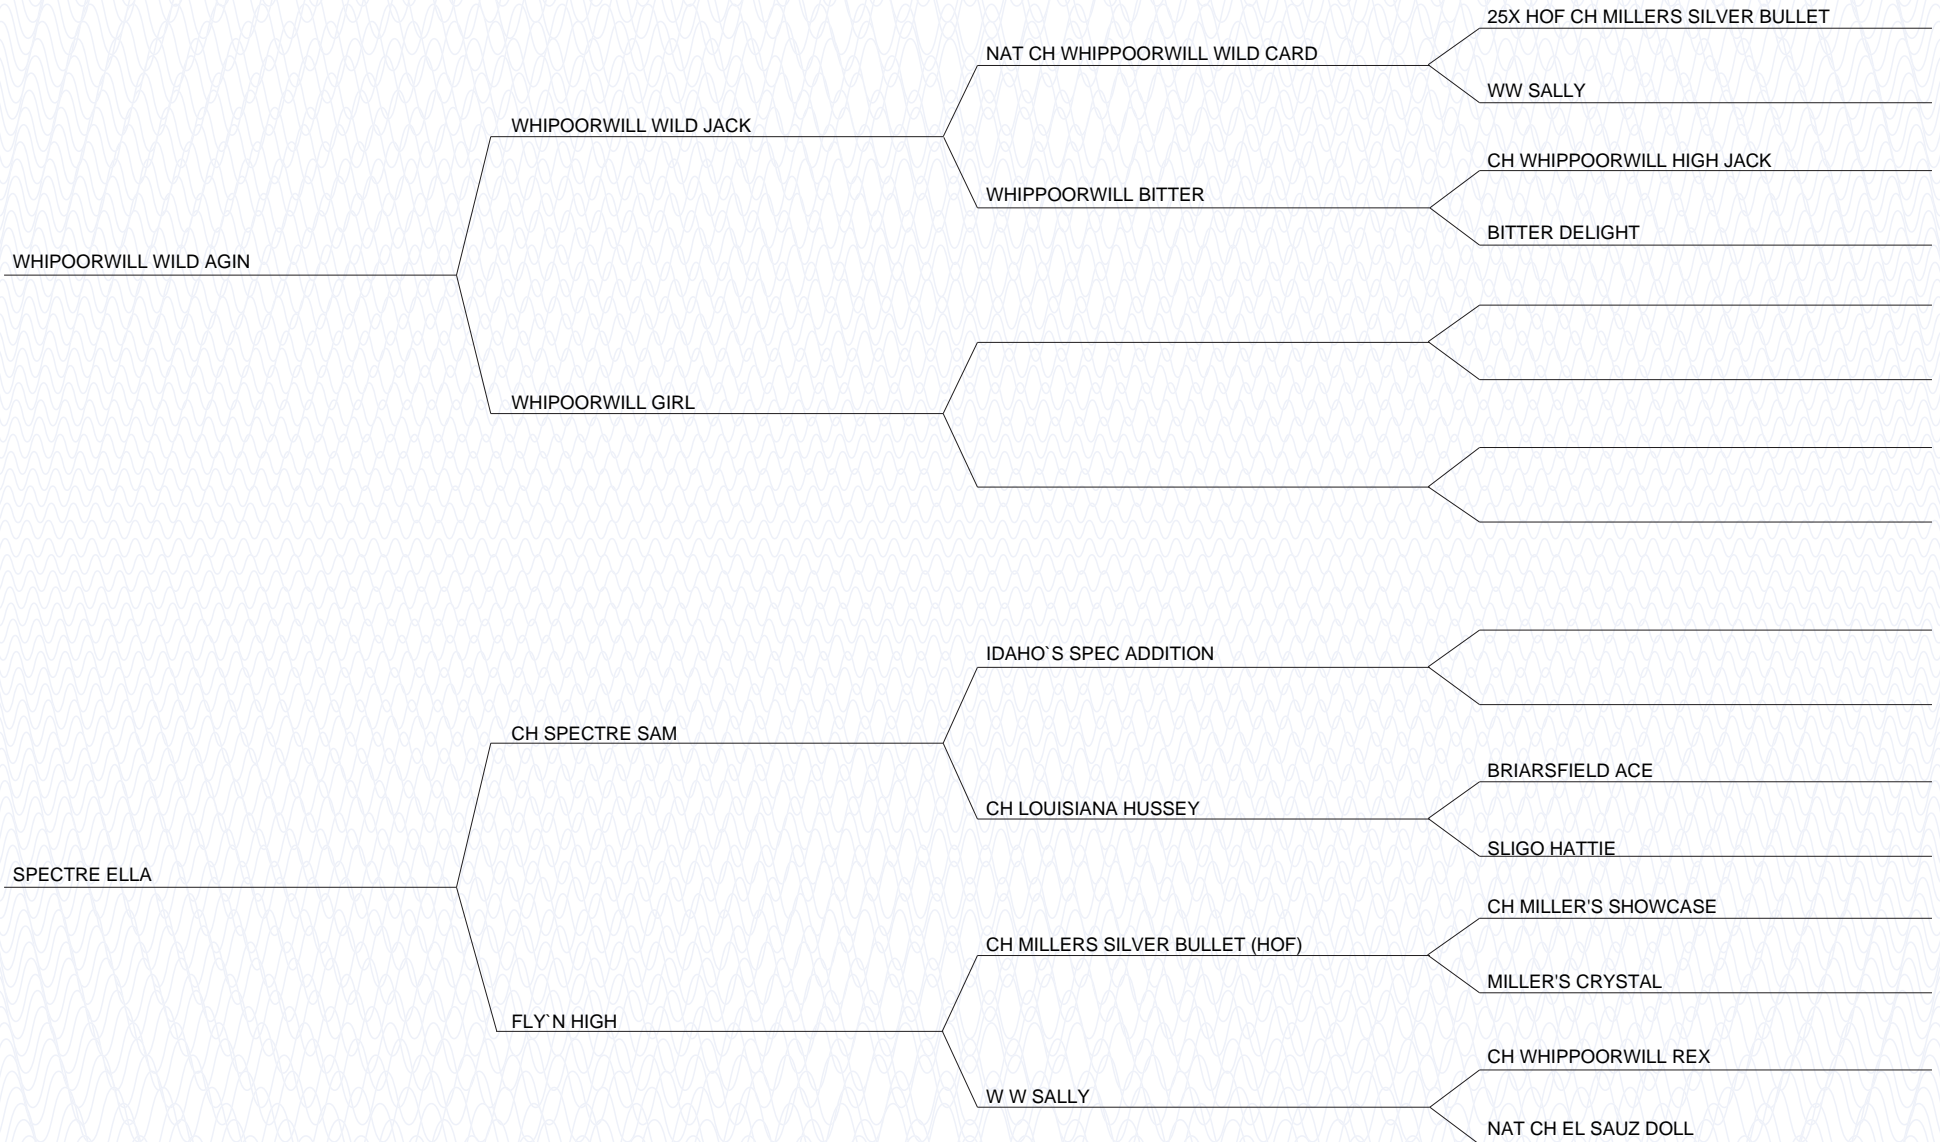 25X HOF CH MILLERS SILVER BULLET
NAT CH WHIPPOORWILL WILD CARD
WW SALLY
WHIPOORWILL WILD JACK
CH WHIPPOORWILL HIGH JACK
WHIPPOORWILL BITTER
BITTER DELIGHT
WHIPOORWILL WILD AGIN
WHIPOORWILL GIRL
IDAHO`S SPEC ADDITION
CH SPECTRE SAM
BRIARSFIELD ACE
CH LOUISIANA HUSSEY
SLIGO HATTIE
SPECTRE ELLA
CH MILLER'S SHOWCASE
CH MILLERS SILVER BULLET (HOF)
MILLER'S CRYSTAL
FLY`N HIGH
CH WHIPPOORWILL REX
W W SALLY
NAT CH EL SAUZ DOLL